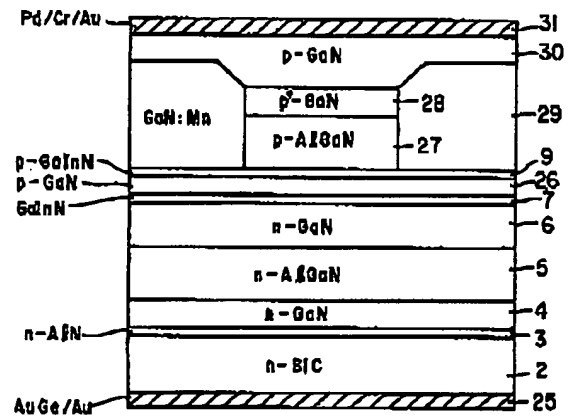 Pd/Cr/Au
31
p-GaN
30
p⁺-GaN
28
GaN:Mn
29
p-AlGaN
27
p-GaInN
9
p-GaN
26
GaInN
7
n-GaN
6
n-AlGaN
5
n-GaN
4
n-AlN
3
n-SiC
2
AuGe/Au
25